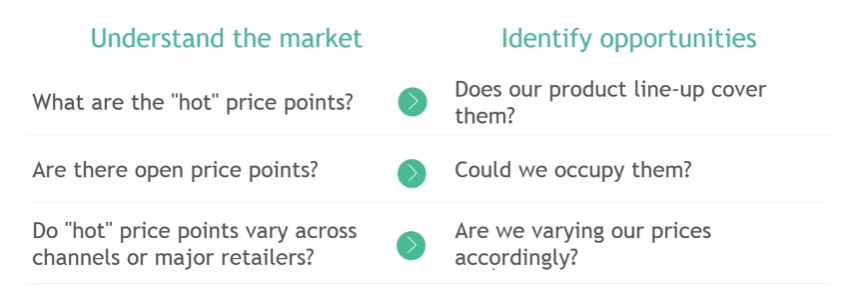 Understand the market
Identify opportunities
What are the "hot" price points?
Does our product line-up cover
them?
Are there open price points?
Could we occupy them?
Do "hot" price points vary across
channels or major retailers?
Are we varying our prices
accordingly?